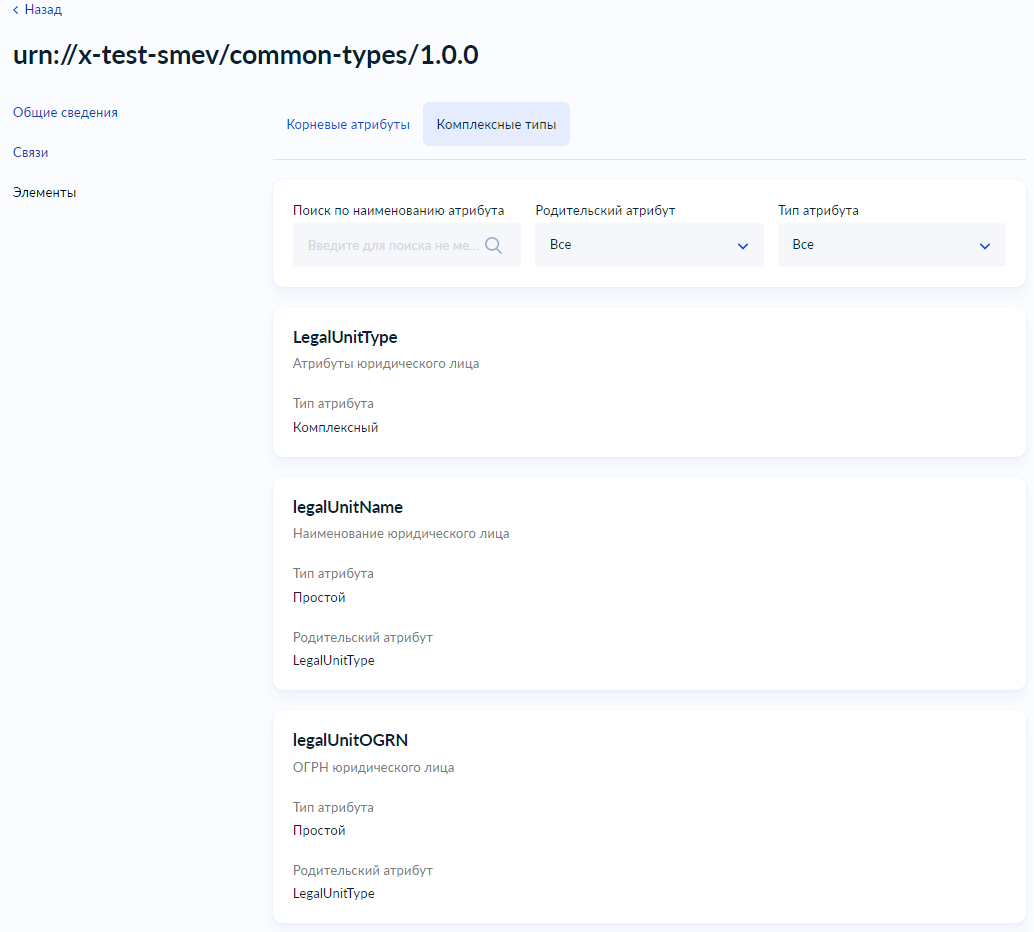 Назад
urn://x-test-smev/common-types/1.0.0
Общие сведения
Связи
Элементы
Корневые атрибуты
Комплексные типы
Поиск по наименованию атрибута
Введите для поиска не ме...
Родительский атрибут
Все
Тип атрибута
Все
LegalUnitType
Атрибуты юридического лица
Тип атрибута
Комплексный
legalUnitName
Наименование юридического лица
Тип атрибута
Простой
Родительский атрибут
LegalUnitType
legalUnitOGRN
ОГРН юридического лица
Тип атрибута
Простой
Родительский атрибут
LegalUnitType